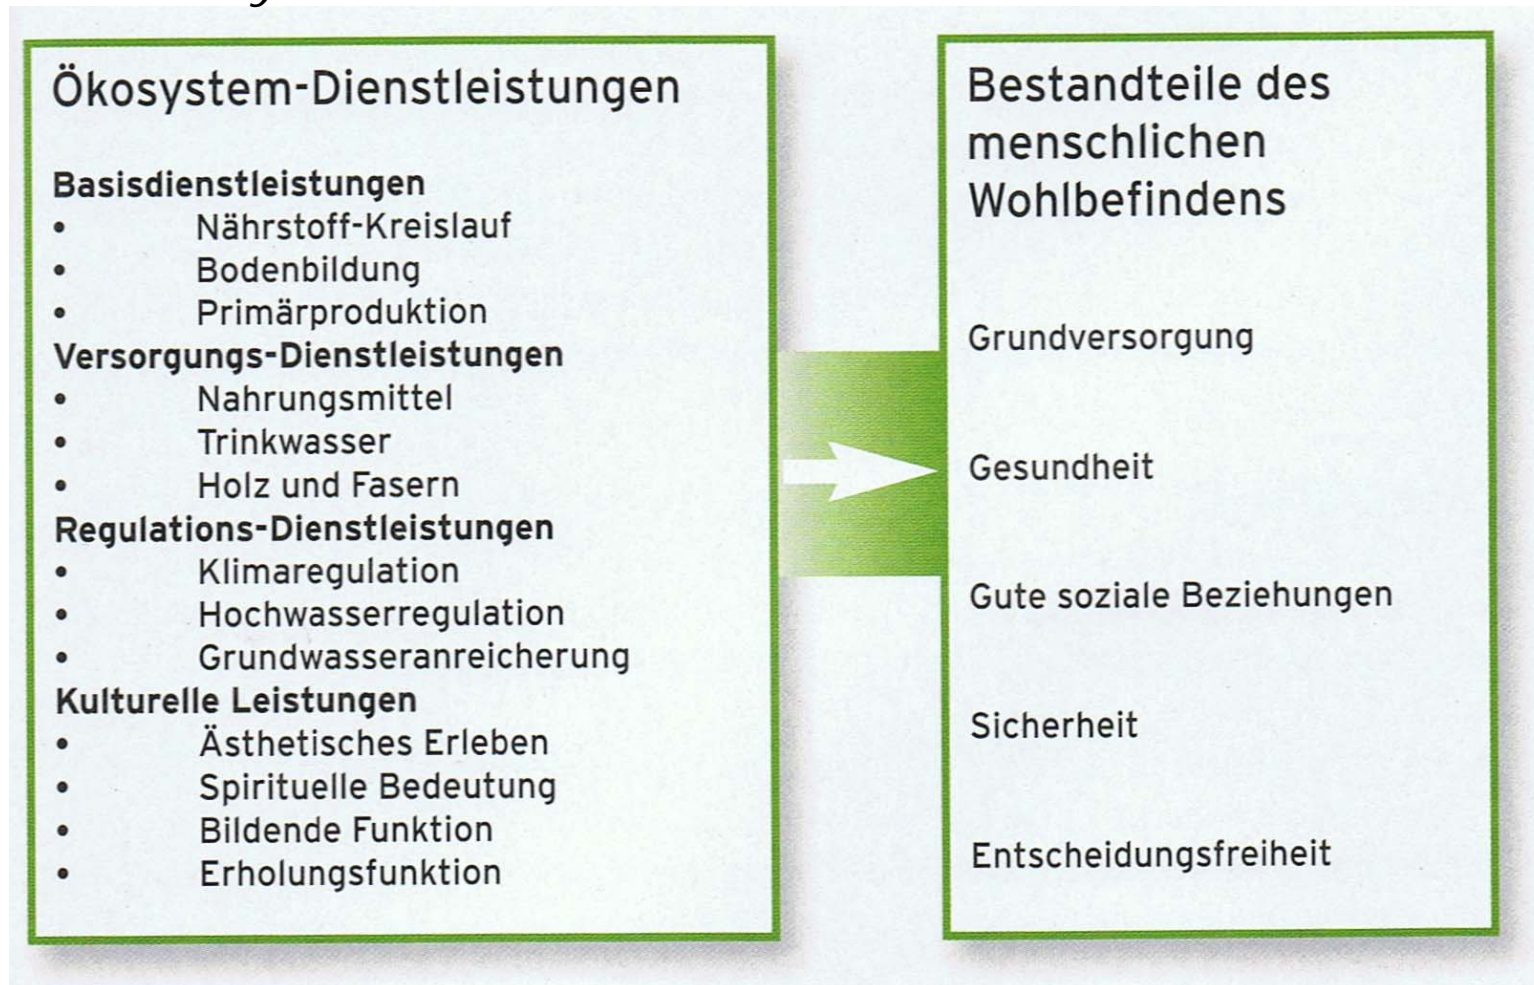 Ökosystem-Dienstleistungen
Basisdienstleistungen
• Nährstoff-Kreislauf
• Bodenbildung
• Primärproduktion
Versorgungs-Dienstleistungen
• Nahrungsmittel
• Trinkwasser
• Holz und Fasern
Regulations-Dienstleistungen
• Klimaregulation
• Hochwasserregulation
• Grundwasseranreicherung
Kulturelle Leistungen
• Ästhetisches Erleben
• Spirituelle Bedeutung
• Bildende Funktion
• Erholungsfunktion
Bestandteile des
menschlichen
Wohlbefindens
Grundversorgung
Gesundheit
Gute soziale Beziehungen
Sicherheit
Entscheidungsfreiheit